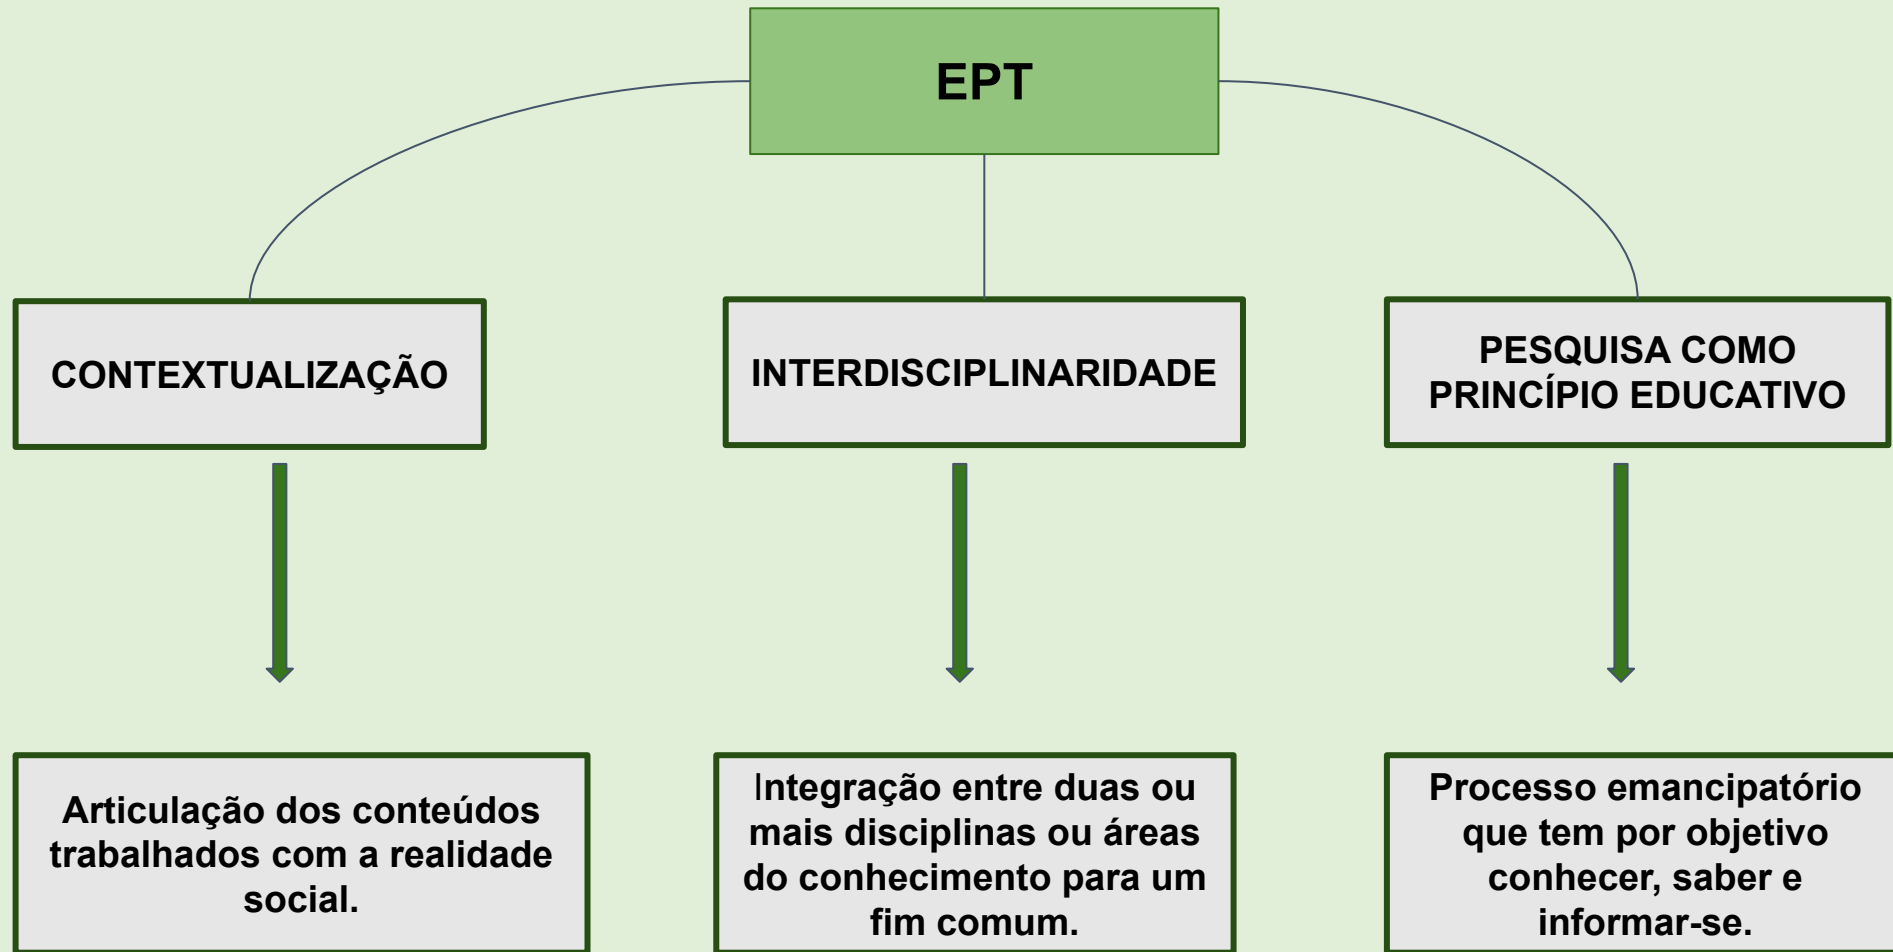 EPT
CONTEXTUALIZAÇÃO
INTERDISCIPLINARIDADE
PESQUISA COMO
PRINCÍPIO EDUCATIVO
Articulação dos conteúdos
trabalhados com a realidade
social.
Integração entre duas ou
mais disciplinas ou áreas
do conhecimento para um
fim comum.
Processo emancipatório
que tem por objetivo
conhecer, saber e
informar-se.